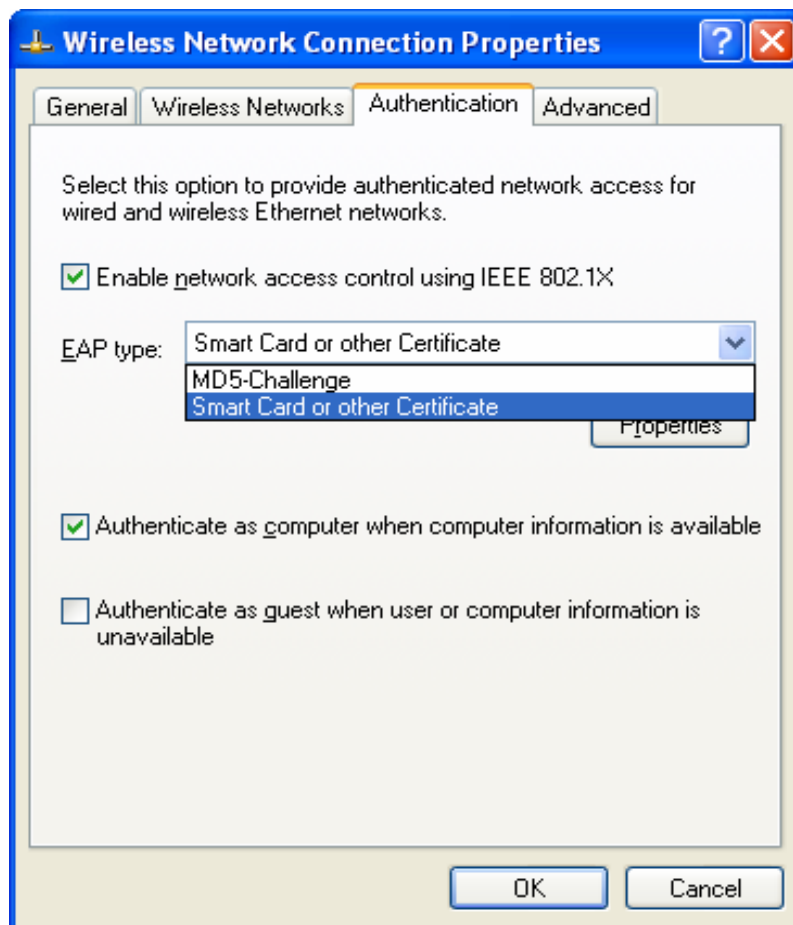 Wireless Network Connection Properties
General
Wireless Networks
Authentication
Advanced
Select this option to provide authenticated network access for
wired and wireless Ethernet networks.
Enable network access control using IEEE 802.1X
EAP type:
Smart Card or other Certificate
MD5-Challenge
Smart Card or other Certificate
Properties
Authenticate as computer when computer information is available
Authenticate as guest when user or computer information is
unavailable
OK
Cancel